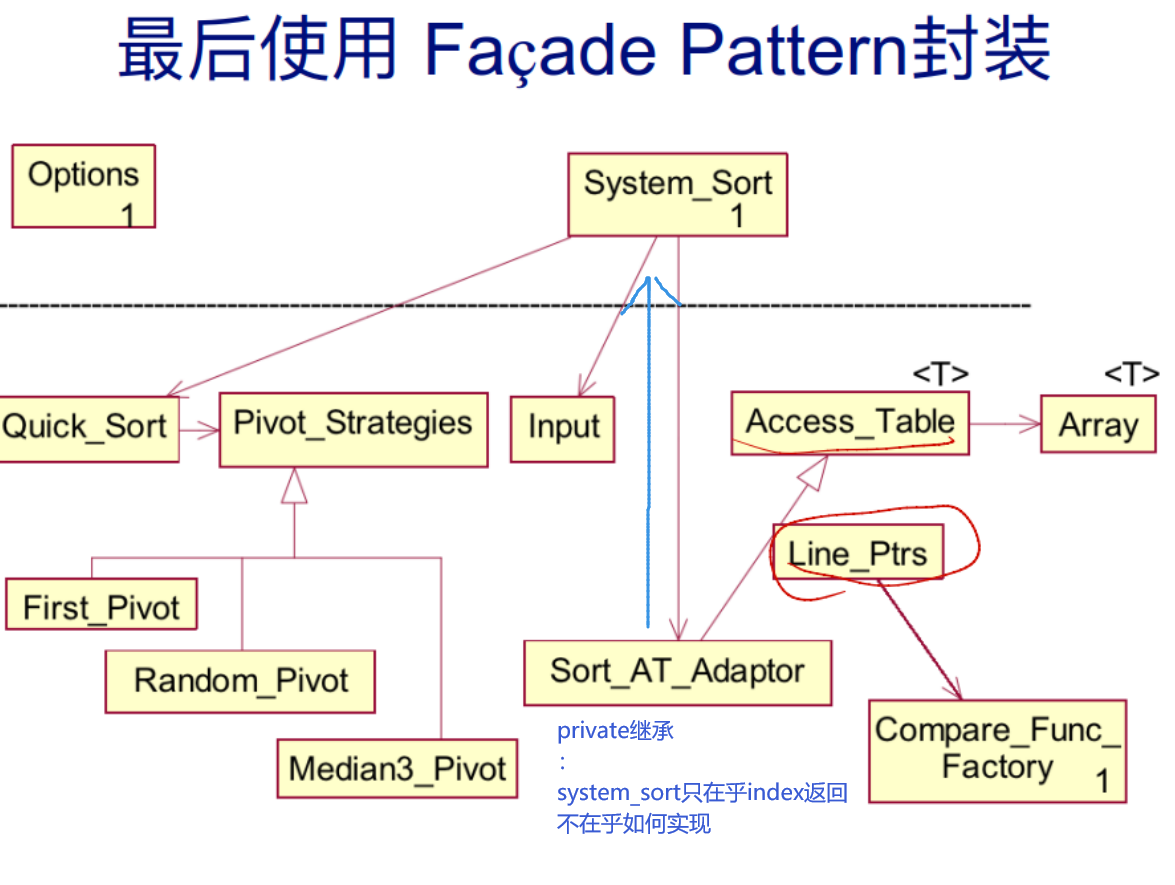 最后使用 Façade Pattern封装
Options
1
System_Sort
1
<T>
<T>
Quick_Sort
Pivot_Strategies
Input
Access_Table
Array
Line_Ptrs
First_Pivot
Random_Pivot
Sort_AT_Adaptor
Median3_Pivot
Compare_Func_
Factory
1
private继承
:
system_sort只在乎index返回
不在乎如何实现